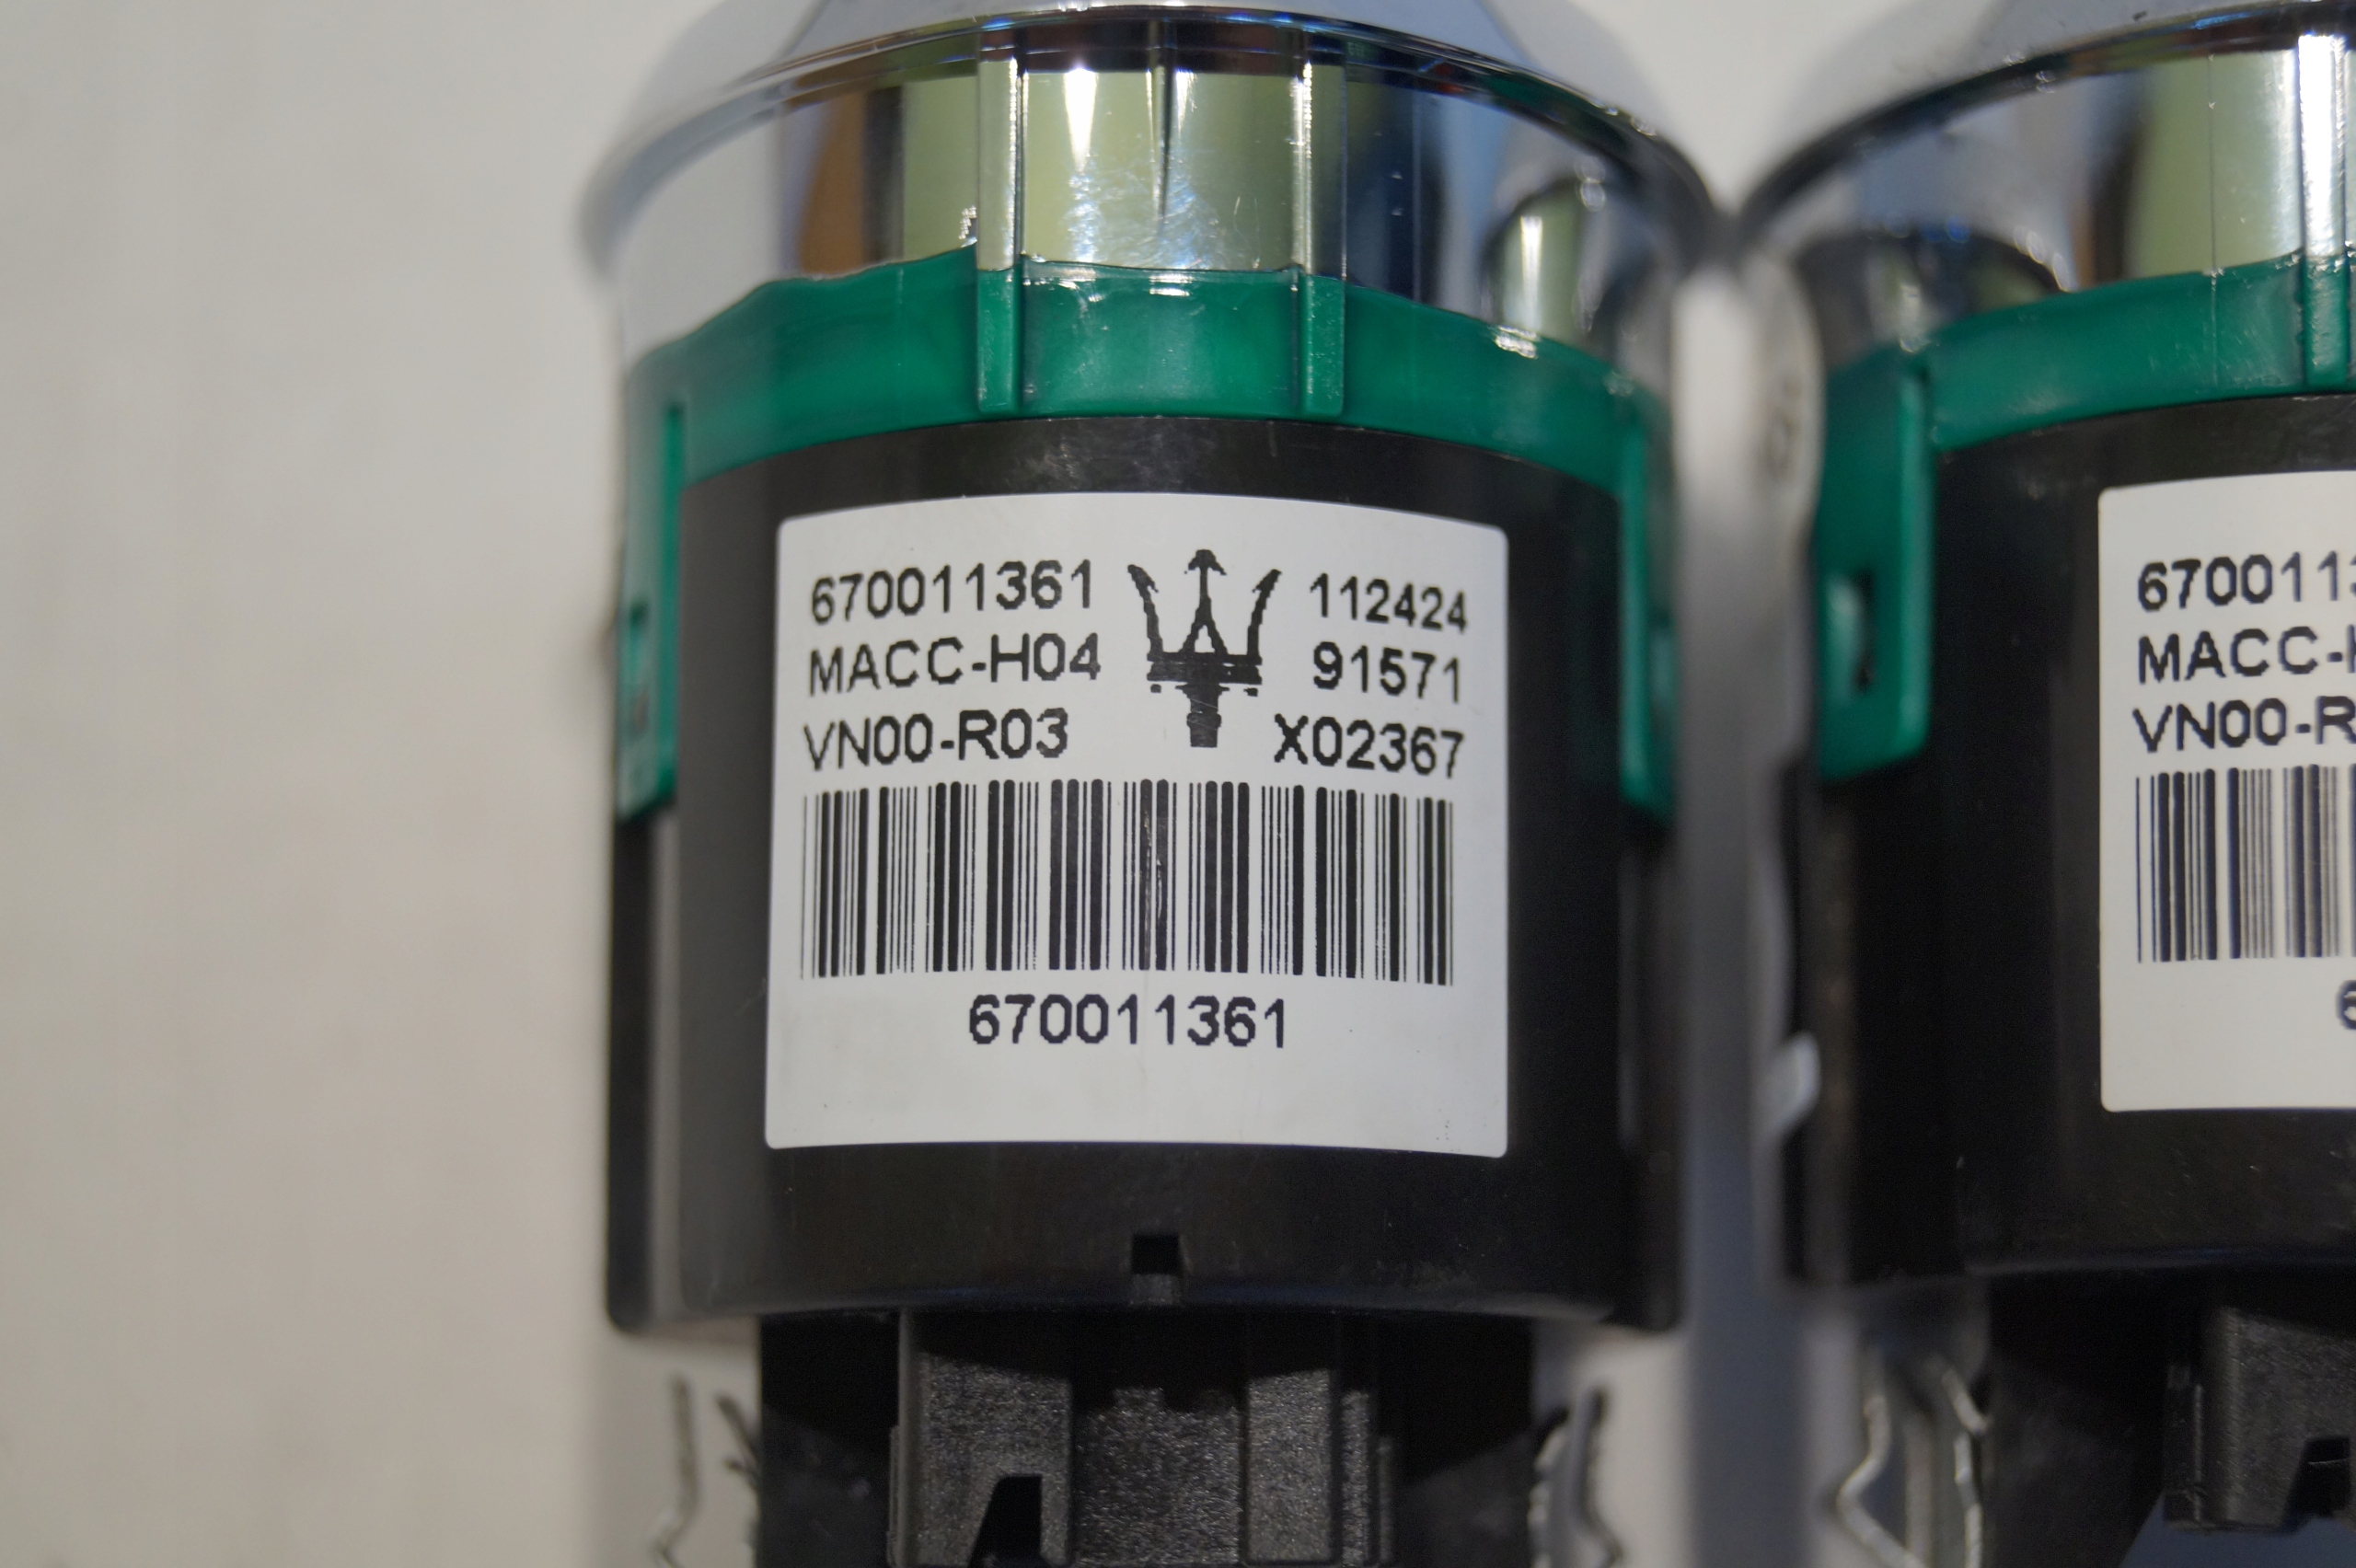 670011361 112424
MACC-H04 91571
VN00-R03 X02367
670011361